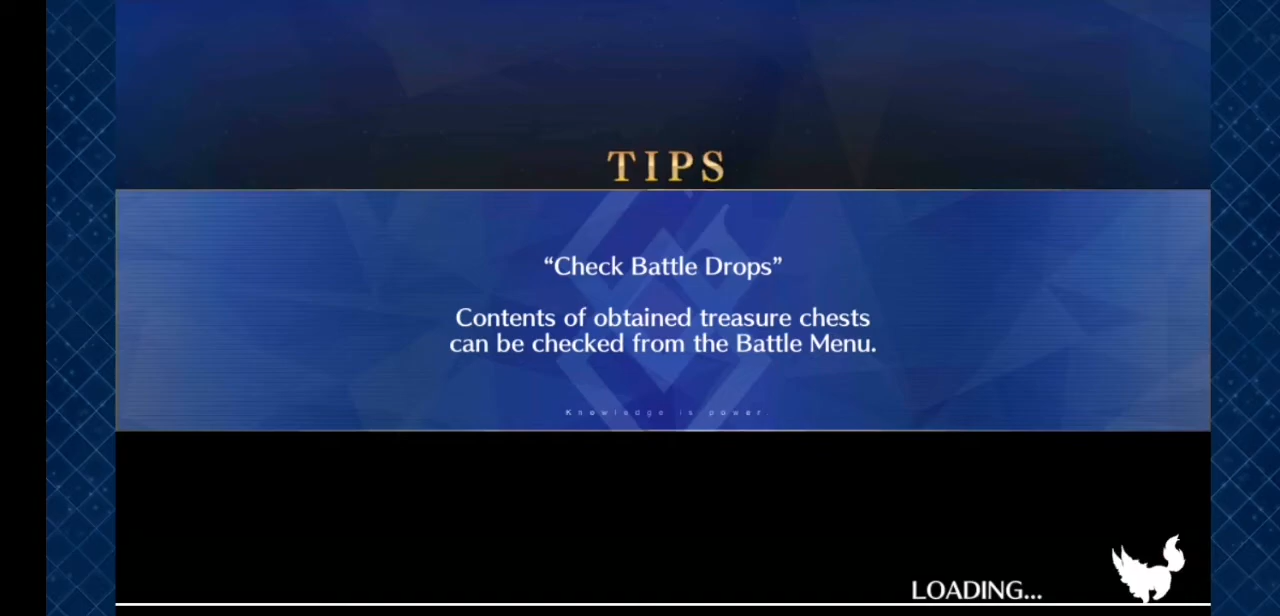 TIPS
“Check Battle Drops”
Contents of obtained treasure chests
can be checked from the Battle Menu.
Knowledge is power
LOADING...